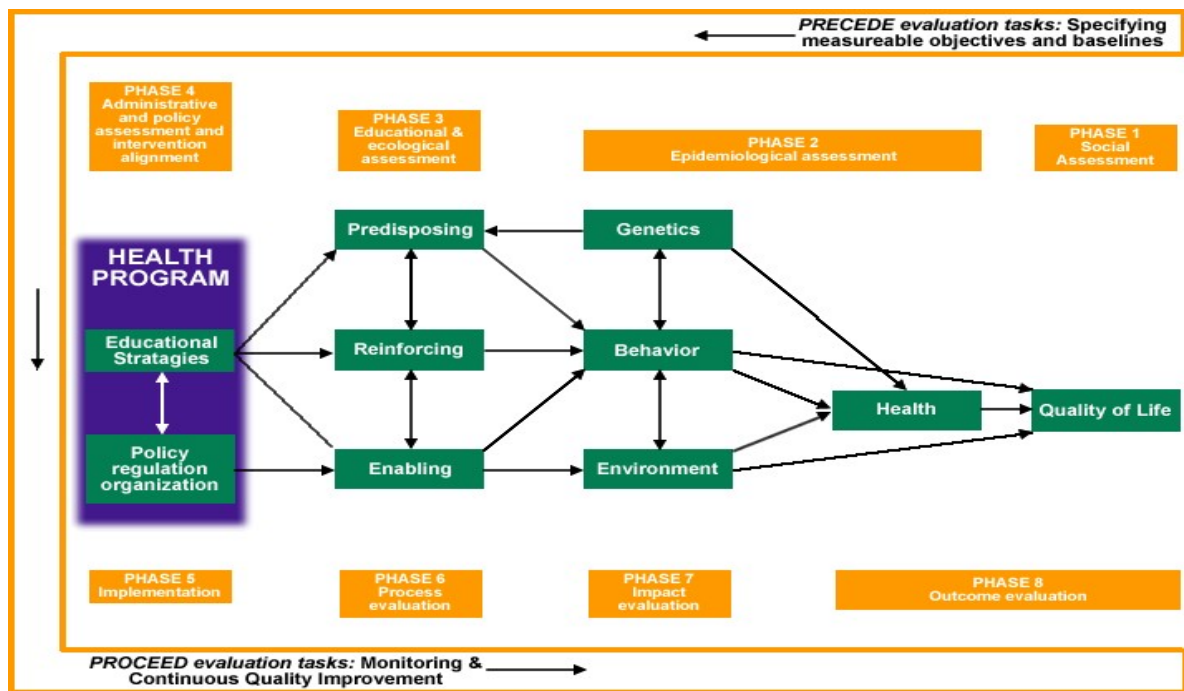 PRECEDE evaluation tasks: Specifying
measureable objectives and baselines
PHASE 4
Administrative
and policy
assessment and
intervention
alignment
PHASE 3
Educational &
ecological
assessment
PHASE 2
Epidemiological assessment
PHASE 1
Social
Assessment
HEALTH
PROGRAM
Predisposing
Genetics
Educational
Stratagies
Reinforcing
Behavior
Health
Quality of Life
Policy
regulation
organization
Enabling
Environment
PHASE 5
Implementation
PHASE 6
Process
evaluation
PHASE 7
Impact
evaluation
PHASE 8
Outcome evaluation
PROCEED evaluation tasks: Monitoring &
Continuous Quality Improvement